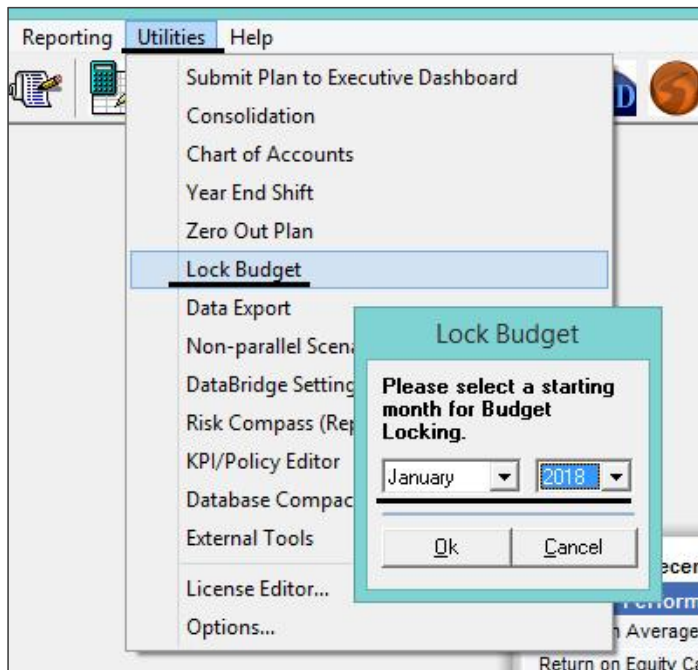 Reporting Utilities Help
Submit Plan to Executive Dashboard
Consolidation
Chart of Accounts
Year End Shift
Zero Out Plan
Lock Budget
Data Export
Non-parallel Scena
DataBridge Setting
Risk Compass (Rep
KPI/Policy Editor
Database Compac
External Tools
License Editor...
Options...
D
Lock Budget
Please select a starting
month for Budget
Locking.
January 2018
Ok Cancel
ecer
Perform
n Average
Return on Equity Ca